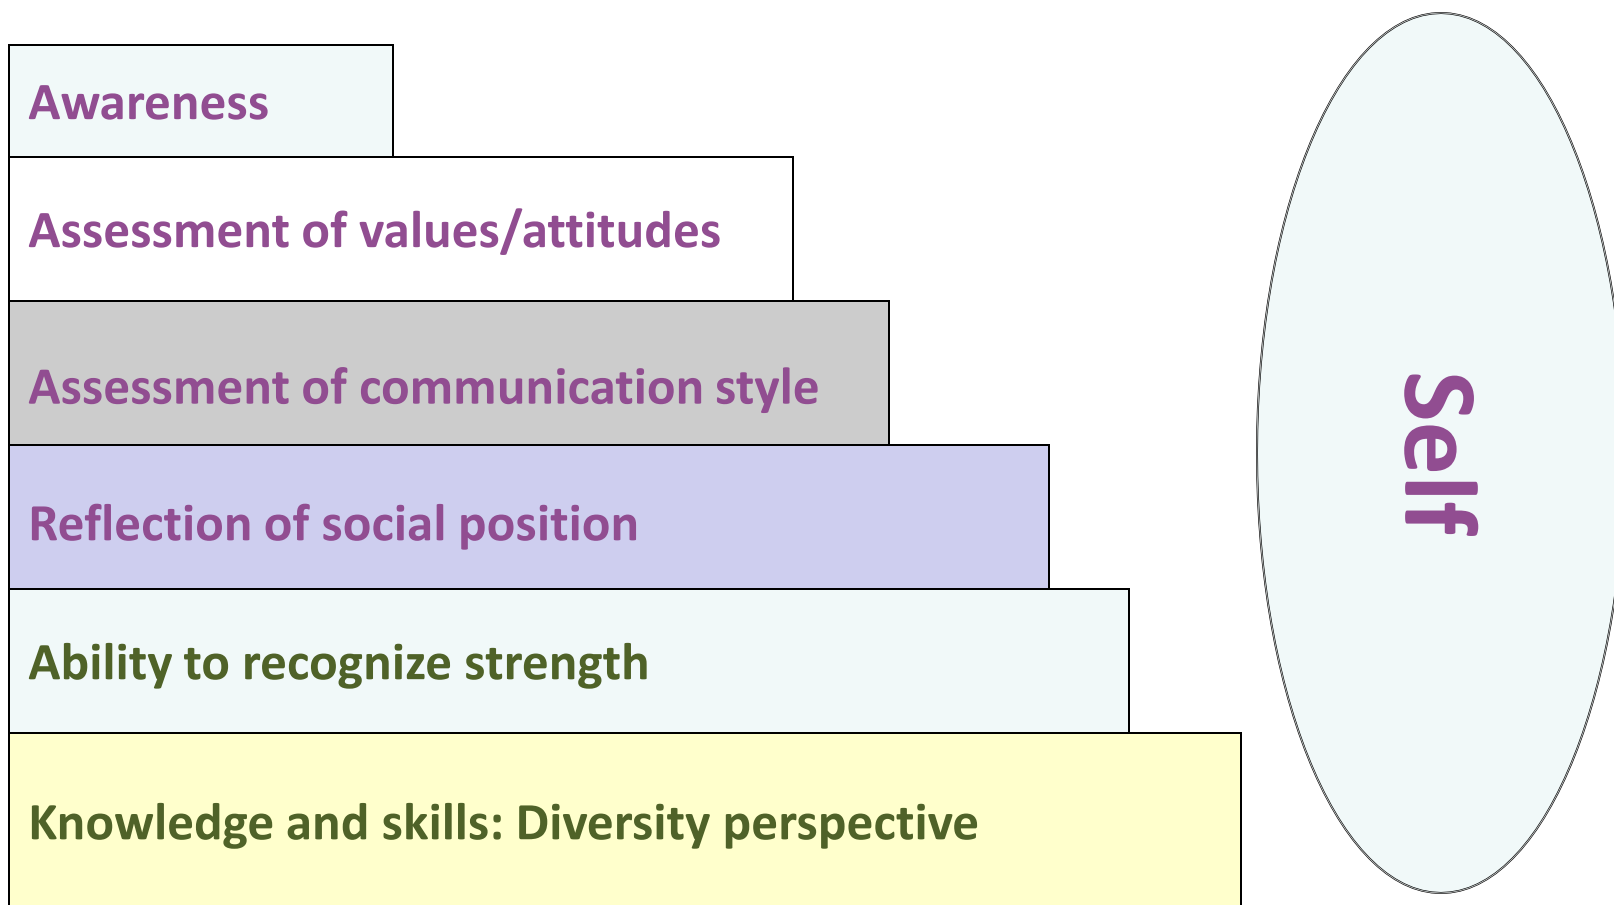 Awareness
Assessment of values/attitudes
Assessment of communication style
Reflection of social position
Ability to recognize strength
Knowledge and skills: Diversity perspective
Self